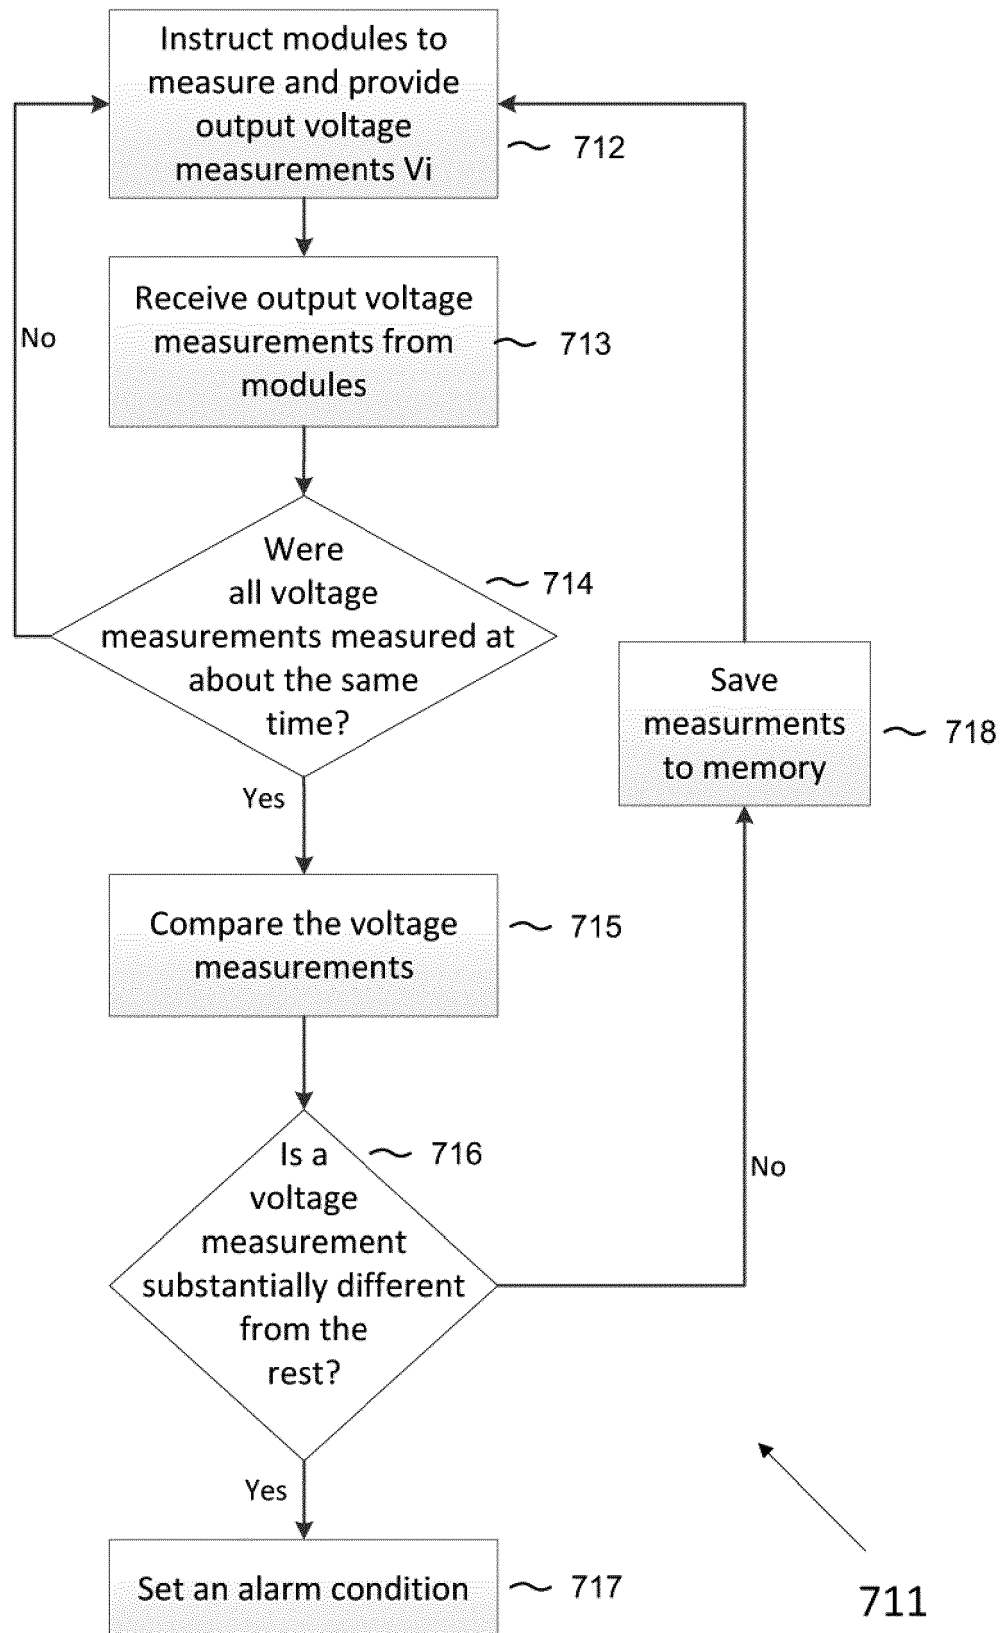 Instruct modules to
measure and provide
output voltage
measurements Vi
712
Receive output voltage
measurements from
modules
713
No
Were
all voltage
measurements measured at
about the same
time?
714
Yes
Save
measurments
to memory
718
Compare the voltage
measurements
715
Is a
voltage
measurement
substantially different
from the
rest?
716
No
Yes
Set an alarm condition
717
711